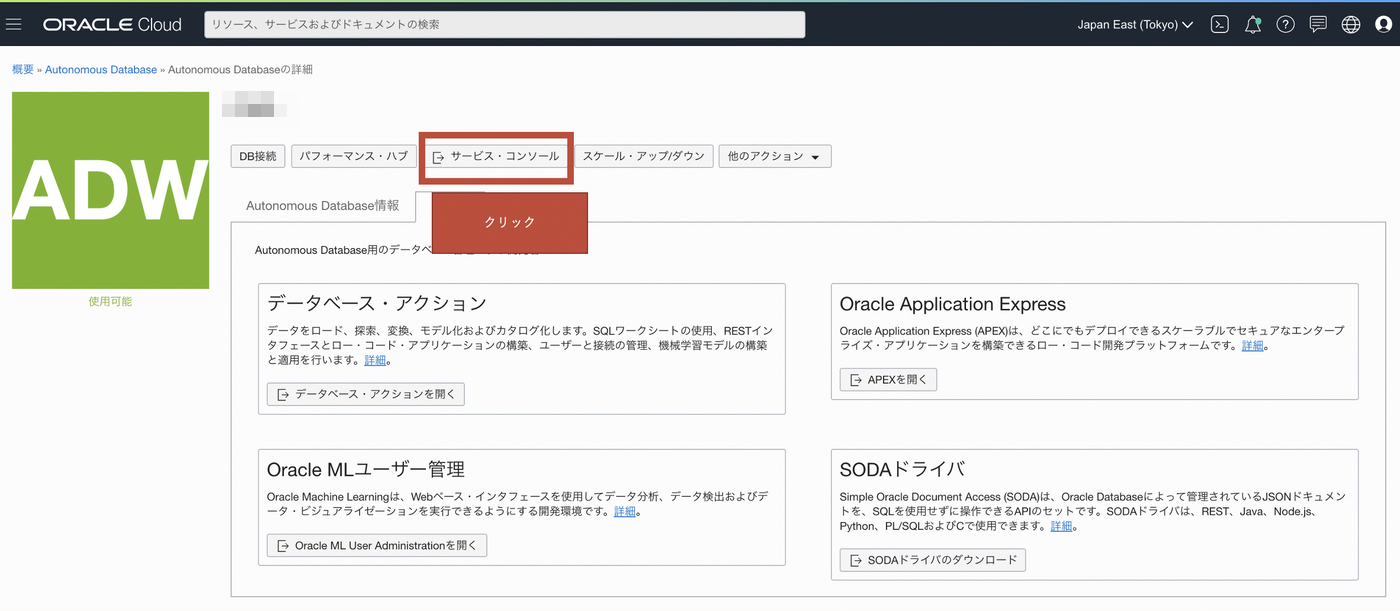 ORACLE Cloud
リソース、サービスおよびドキュメントの検索
Japan East (Tokyo)
概要 » Autonomous Database » Autonomous Databaseの詳細
ADW
使用可能
DB接続
パフォーマンス・ハブ
サービス・コンソール
スケール・アップ/ダウン
他のアクション
Autonomous Database情報
クリック
Autonomous Database用のデータベ
データベース・アクション
データをロード、探索、変換、モデル化およびカタログ化します。SQLワークシートの使用、RESTイン
タフェースとロー・コード・アプリケーションの構築、ユーザーと接続の管理、機械学習モデルの構築
と適用を行います。詳細。
データベース・アクションを開く
Oracle Application Express
Oracle Application Express (APEX)は、どこにでもデプロイできるスケーラブルでセキュアなエンタープ
ライズ・アプリケーションを構築できるロー・コード開発プラットフォームです。詳細。
APEXを開く
Oracle MLユーザー管理
Oracle Machine Learningは、Webベース・インタフェースを使用してデータ分析、データ検出およびデ
ータ・ビジュアライゼーションを実行できるようにする開発環境です。詳細。
Oracle ML User Administrationを開く
SODAドライバ
Simple Oracle Document Access (SODA)は、Oracle Databaseによって管理されているJSONドキュメン
トを、SQLを使用せずに操作できるAPIのセットです。SODAドライバは、REST、Java、Node.js、
Python、PL/SQLおよびCで使用できます。詳細。
SODAドライバのダウンロード